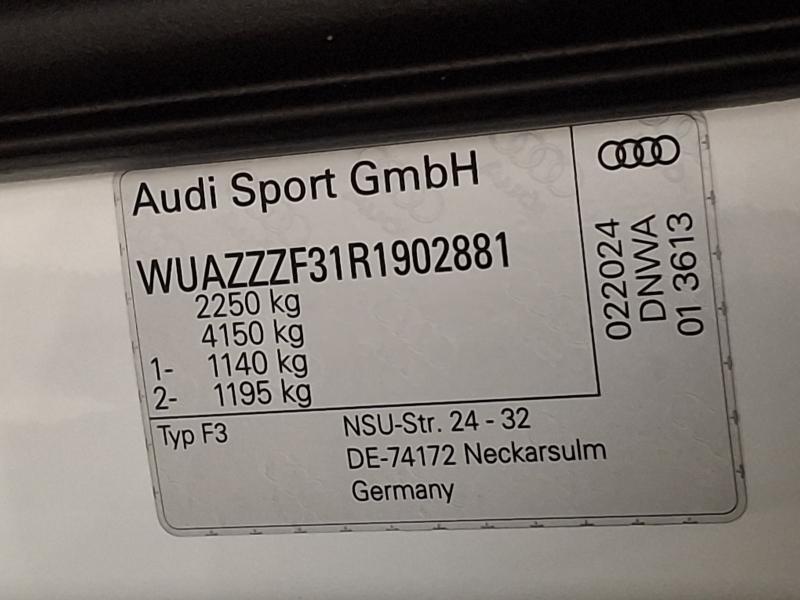 Audi Sport GmbH
WUAZZZF31R1902881
2250 kg
4150 kg
1- 1140 kg
2- 1195 kg
Typ F3
NSU-Str. 24 - 32
DE-74172 Neckarsulm
Germany
022024
DNWA
01 3613